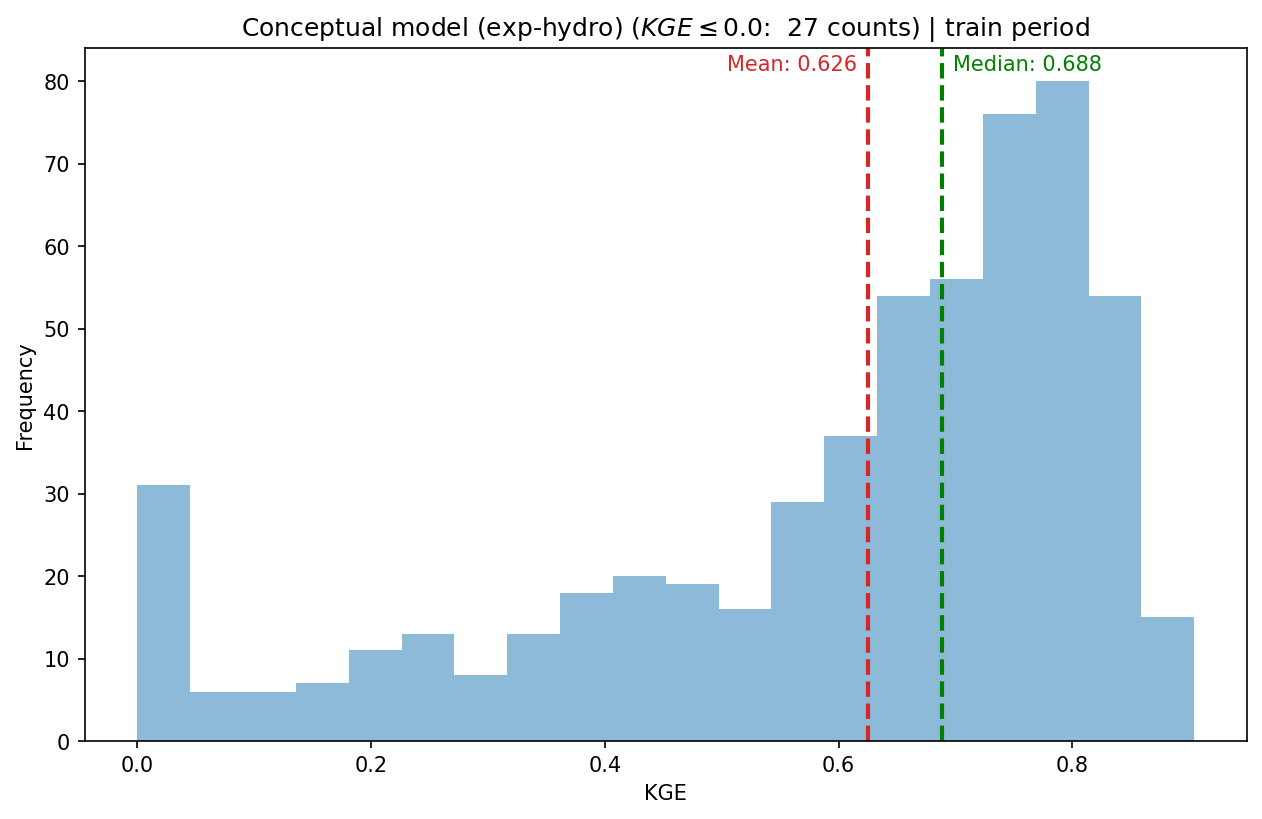 Conceptual model (exp-hydro) (KGE ≤ 0.0: 27 counts) | train period
Mean: 0.626
Median: 0.688
80
70
60
50
40
30
20
10
0
Frequency
0.0 0.2 0.4 0.6 0.8
KGE